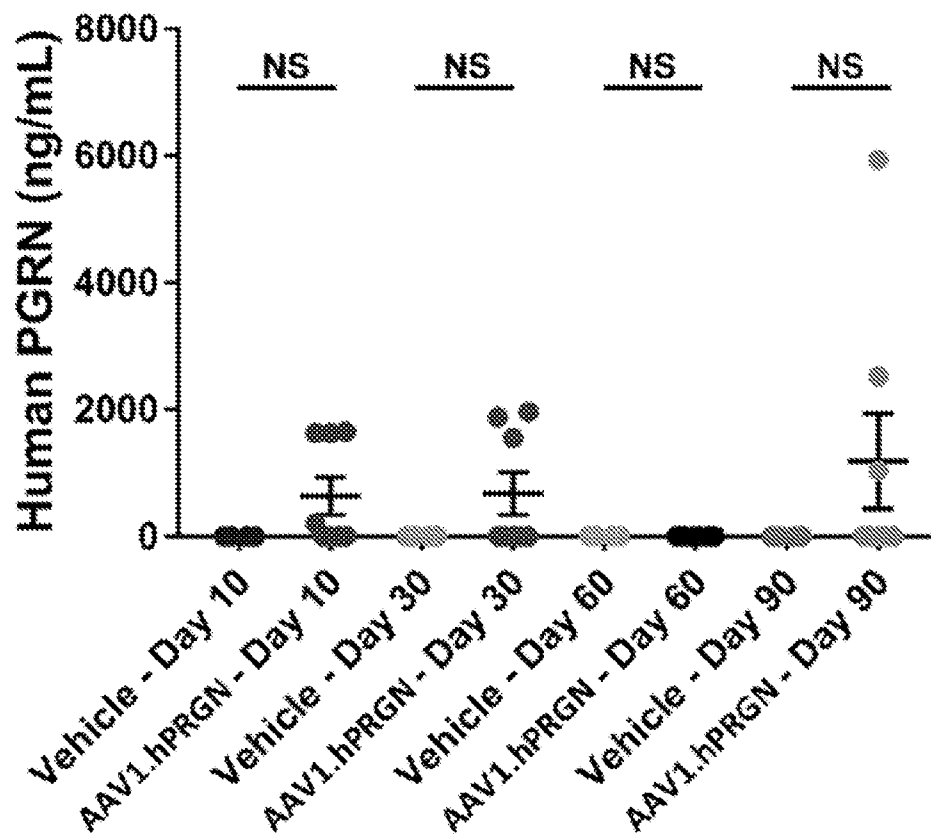 Human PGRN (ng/mL)
8000
6000
4000
2000
0
NS
NS
NS
NS
Vehicle - Day 10
AAV1.hPRGN - Day 10
Vehicle - Day 30
AAV1.hPRGN - Day 30
Vehicle - Day 60
AAV1.hPRGN - Day 60
Vehicle - Day 90
AAV1.hPRGN - Day 90